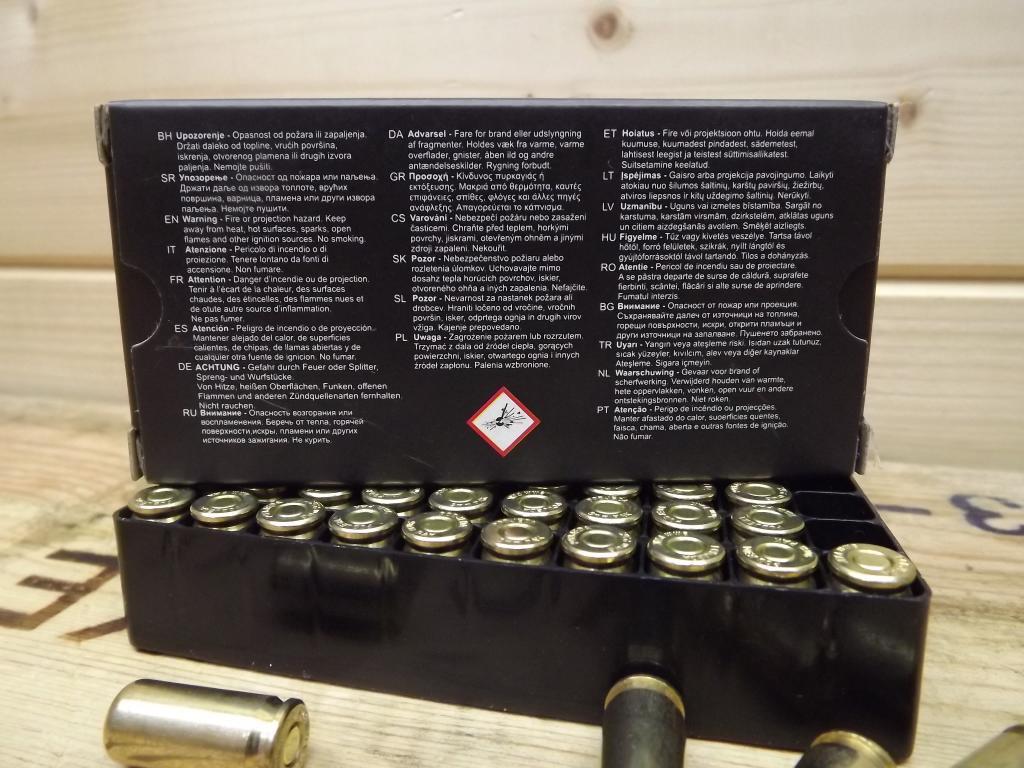 BH Upozorenje - Opasnost od požara ili zapaljenja.
Držati daleko od topline, vrućih površina,
iskrenja, otvorenog plamena ili drugih izvora
paljenja. Nemojte pušiti.
SR Упозорење - Опасност од пожара или паљења.
Држати даље од извора топлоте, врућих
површина, варница, пламена или других извора
паљења. Немојте пушити.
EN Warning - Fire or projection hazard. Keep
away from heat, hot surfaces, sparks, open
flames and other ignition sources. No smoking.
IT Atenzione - Pericolo di incendio o di
proiezione. Tenere lontano da fonti di
accensione. Non fumare.
FR Attention - Danger d'incendie ou de projection.
Tenir à l'écart de la chaleur, des surfaces
chaudes, des étincelles, des flammes nues et
de otute autre source d'inflammation.
Ne pas fumer.
ES Atención - Peligro de incendio o de proyección.
Mantener alejado del calor, de superficies
calientes, de chipas, de llamas abiertas y de
cualquier otra fuente de ignicion. No fumar.
DE ACHTUNG - Gefahr durch Feuer oder Splitter,
Spreng- und Wurfstücke.
Von Hitze, heißen Oberflächen, Funken, offenen
Flammen und anderen Zündquellenarten fernhalten.
Nicht rauchen.
RU Внимание - Опасность возгорания или
воспламенения. Беречь от тепла, горячей
поверхности,искры, пламени или других
источников зажигания. Не курить.
DA Advarsel - Fare for brand eller udslyngning
af fragmenter. Holdes væk fra varme, varme
overflader, gnister, åben ild og andre
antændelseskilder. Rygning forbudt.
GR Προσοχή - Κίνδυνος πυρκαγιάς ή
εκτόξευσης. Μακριά από θερμότητα, καυτές
επιφάνειες, σπίθες, φλόγες και άλλες πηγές
ανάφλεξης. Απαγορεύεται το κάπνισμα.
CS Varováni - Nebezpečí požáru nebo zasažení
částicemi. Chraňte před teplem, horkými
povrchy, jiskrami, otevřeným ohněm a jinými
zdroji zapálení. Nekouřit.
SK Pozor - Nebezpečenstvo požiaru alebo
rozletenia úlomkov. Uchovavajte mimo
dosahz tepla horúcich povrchov, iskier,
otvoreného ohňa a iných zapalenie. Nefajčite.
SL Pozor - Nevarnost za nastanek požara ali
drobcev. Hraniti ločeno od vročine, vročnih
površin, isker, odprtega ognja in drugih virov
vžiga. Kajenje prepovedano.
PL Uwaga - Zagroženie požarem lub rozrzutem.
Trzymać z dala od źródeł ciepła, gorących
powierzchni, iskier, otwartego ognia i innych
źródeł zapłonu. Palenia wzbronione.
ET Hoiatus - Fire või projektsioon ohtu. Hoida eemal
kuumuse, kuumadest pindadest, sädemetest,
lahtisest leegist ja teistest süttimisallikatest.
Suitsetamine keelatud.
LT Įspėjimas - Gaisro arba projekcija pavojingumo. Laikyti
atokiau nuo šilumos šaltinių, karštų paviršių, žiežirbų,
atviros liepsnos ir kitų uždegimo šaltinių. Nerūkyti.
LV Uzmanību - Uguns vai izmetes bīstamība. Sargāt no
karstuma, karstām virsmām, dzirkstelēm, atklātas uguns
un citiem aizdegšanās avotiem. Smēķēt aizliegts.
HU Figyelme - Tűz vagy kivetés veszélye. Tartsa távol
hőtől, forró felületek, szikrák, nyílt lángtól és
gyújtóforrásoktól távol tartandó. Tilos a dohányzás.
RO Atentie - Pericol de incendiu sau de proiectare.
A se păstra departe de surse de căldură, suprafete
fierbinti, scântei, flăcări si alte surse de aprindere.
Fumatul interzis.
BG Внимание - Опасност от пожар или проекция.
Съхранявайте далеч от източници на топлина,
горещи повърхности, искри, открити пламъци и
други източници на запалване. Пушенето забранено.
TR Uyarı - Yangın veya ateşleme riski. Isıdan uzak tutunuz,
sıcak yüzeyler, kıvılcım, alev veya diğer kaynaklar
Ateşleme. Sigara içmeyin.
NL Waarschuwing - Gevaar voor brand of
scherfwerking. Verwijderd houden van warmte,
hete oppervlakken, vonken, open vuur en andere
ontstekingsbronnen. Niet roken.
PT Atenção - Perigo de incêndio ou projecções.
Manter afastado do calor, superficies quentes,
faisca, chama, aberta e outras fontes de ignição.
Não fumar.